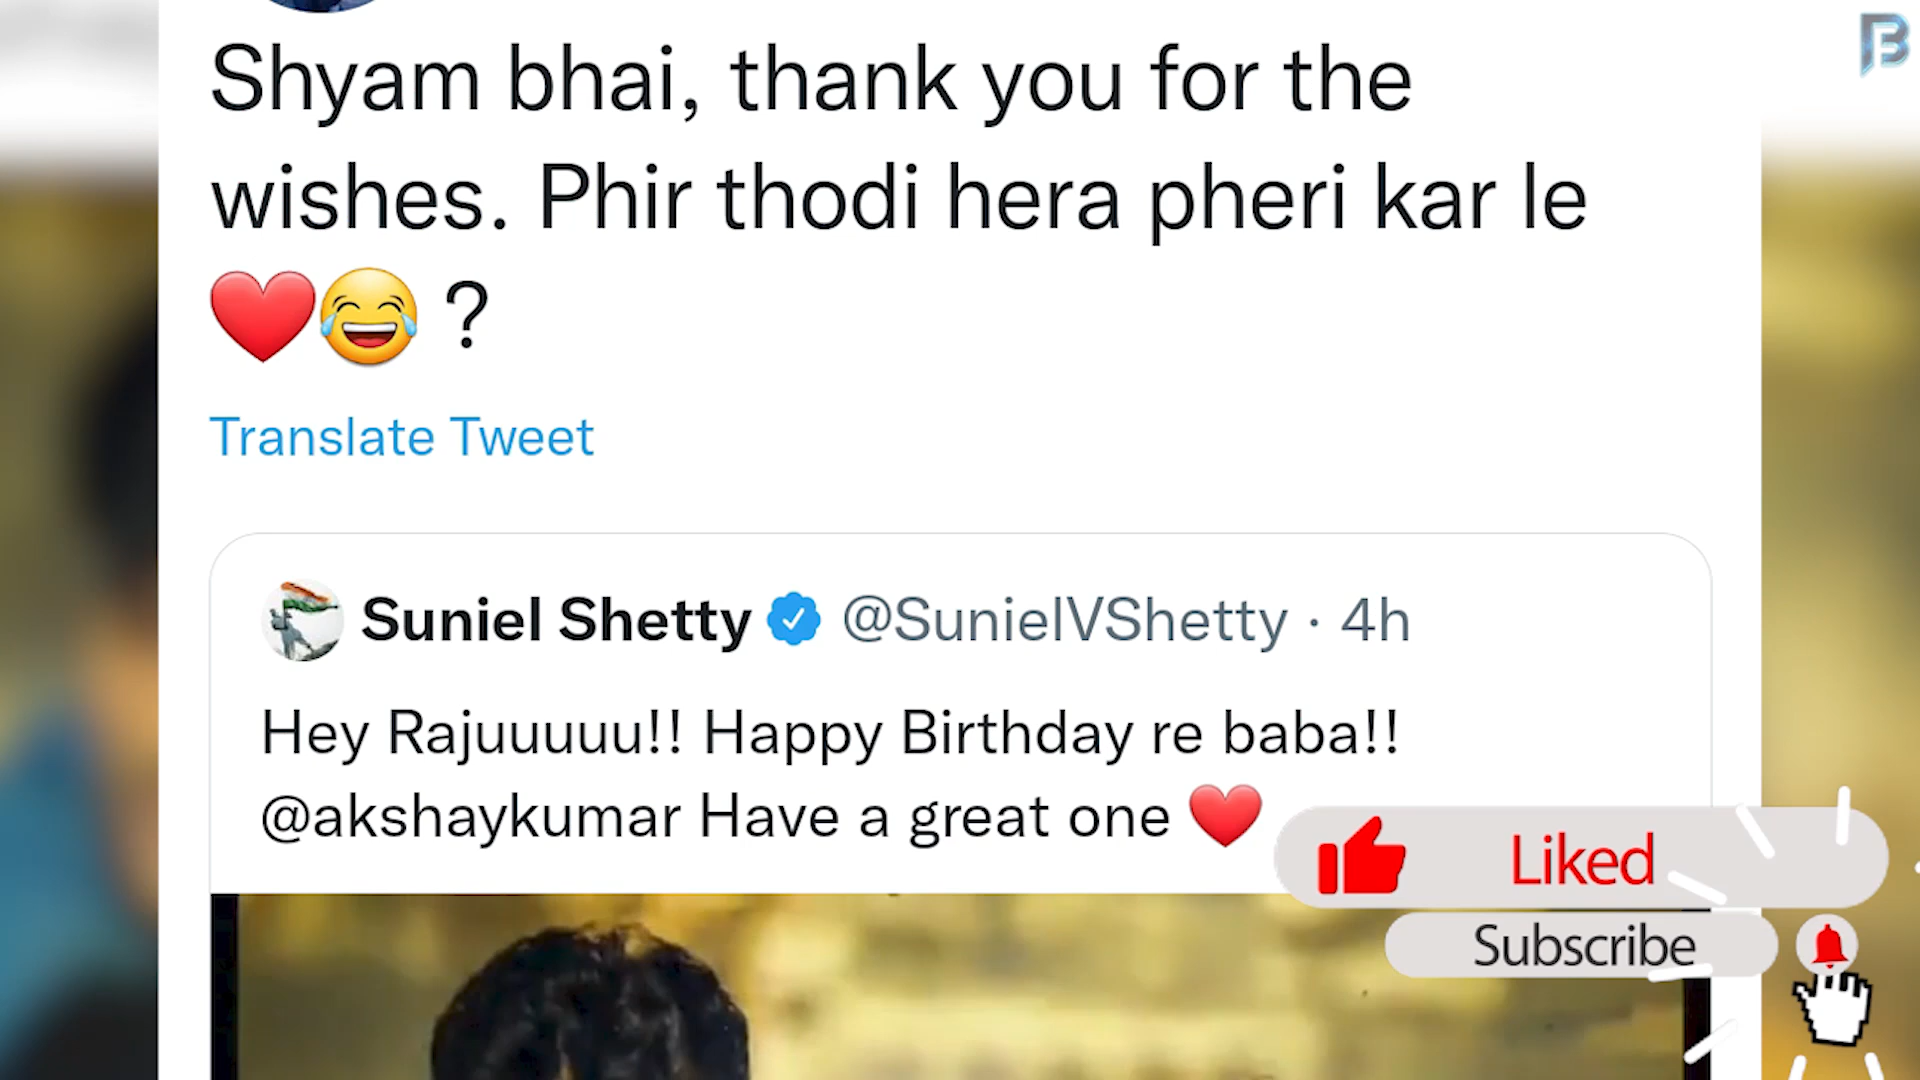 Shyam bhai, thank you for the
wishes. Phir thodi hera pheri kar le
❤️😂 ?
Translate Tweet
Suniel Shetty @SunielVShetty · 4h
Hey Rajuuuuu!! Happy Birthday re baba!!
@akshaykumar Have a great one ❤️
Liked
Subscribe